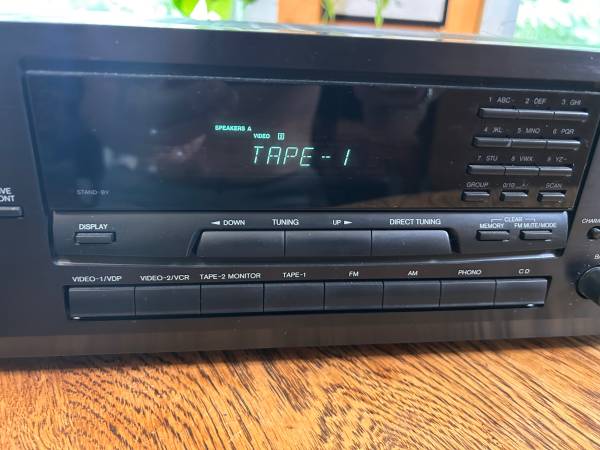 SPEAKERS A
VIDEO
TAPE-1
1 ABC 2 DEF 3 GHI
4 JKL 5 MNO 6 PQR
7 STU 8 VWX 9 YZ
GROUP 0/10 SCAN
STAND-BY
DISPLAY
DOWN TUNING UP DIRECT TUNING
CLEAR
MEMORY FM MUTE/MODE
VIDEO-1/VDP VIDEO-2/VCR TAPE-2 MONITOR TAPE-1 FM AM PHONO CD